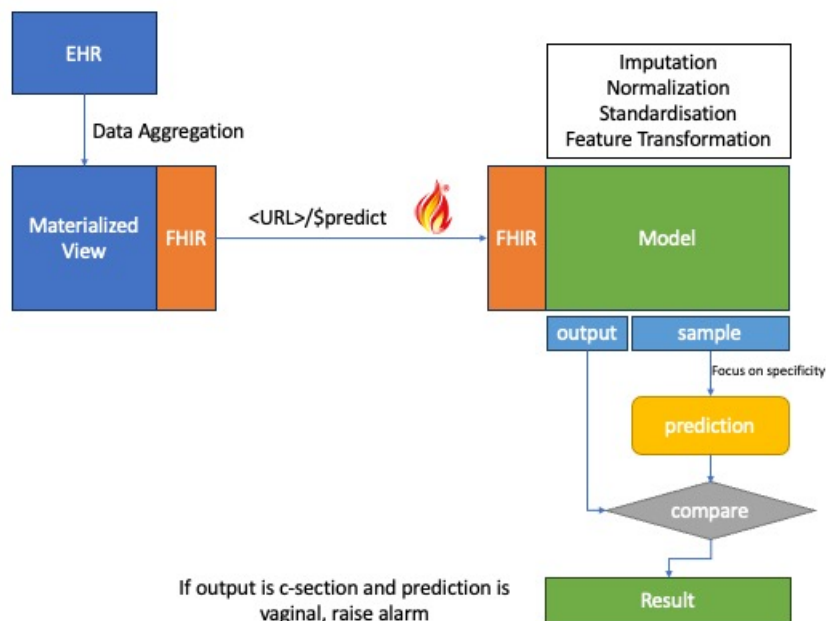 EHR
Data Aggregation
Materialized
View
FHIR
<URL>/$predict
FHIR
Model
Imputation
Normalization
Standardisation
Feature Transformation
output
sample
Focus on specificity
prediction
compare
If output is c-section and prediction is
vaginal, raise alarm
Result